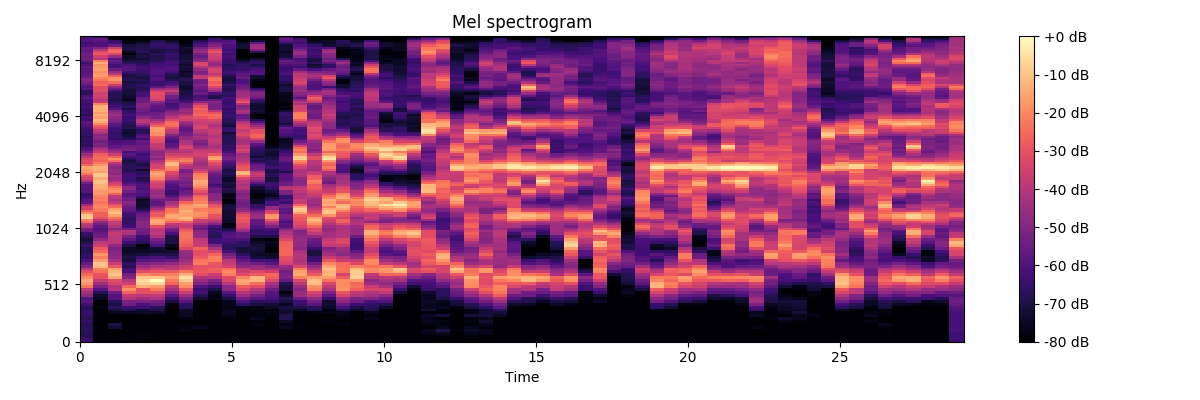 Mel spectrogram
Hz
8192
4096
2048
1024
512
0
0 5 10 15 20 25
Time
+0 dB
-10 dB
-20 dB
-30 dB
-40 dB
-50 dB
-60 dB
-70 dB
-80 dB